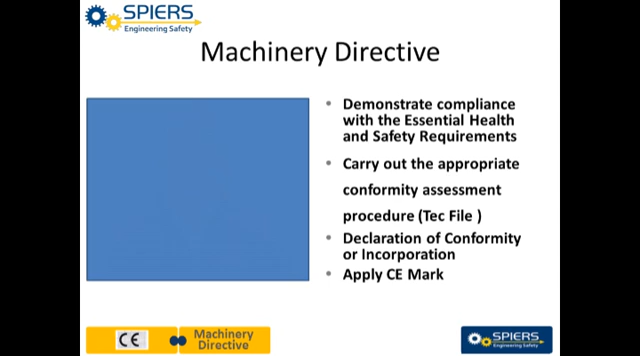 SPIERS
Engineering Safety
Machinery Directive
• Demonstrate compliance
with the Essential Health
and Safety Requirements
• Carry out the appropriate
conformity assessment
procedure (Tec File )
• Declaration of Conformity
or Incorporation
• Apply CE Mark
CE
Machinery
Directive
SPIERS
Engineering Safety